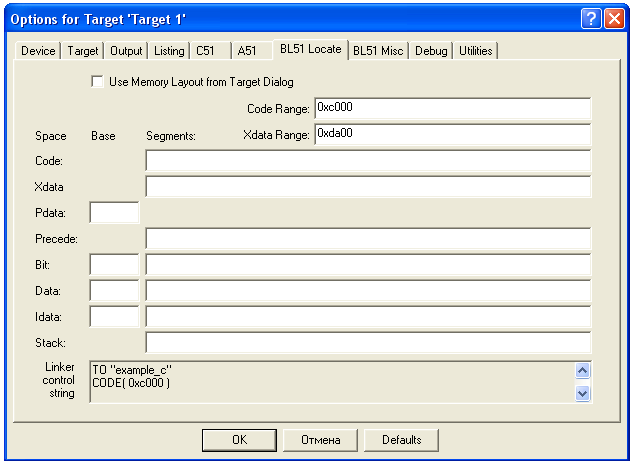 Options for Target 'Target 1'
Device Target Output Listing C51 A51 BL51 Locate BL51 Misc Debug Utilities
Use Memory Layout from Target Dialog
Code Range: 0xc000
Space Base Segments: Xdata Range: 0xda00
Code:
Xdata
Pdata:
Precede:
Bit:
Data:
Idata:
Stack:
Linker control string
TO "example_c"
CODE( 0xc000 )
OK Отмена Defaults